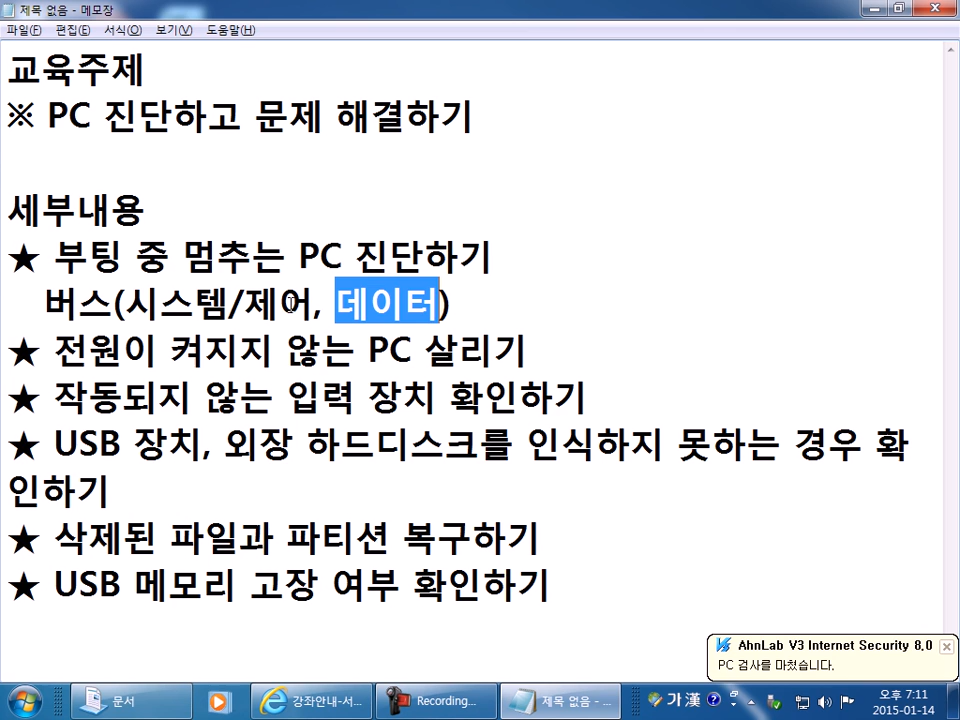 제목 없음 - 메모장
파일(F) 편집(E) 서식(O) 보기(V) 도움말(H)
교육주제
※ PC 진단하고 문제 해결하기
세부내용
★ 부팅 중 멈추는 PC 진단하기
버스(시스템/제어, 데이터)
★ 전원이 켜지지 않는 PC 살리기
★ 작동되지 않는 입력 장치 확인하기
★ USB 장치, 외장 하드디스크를 인식하지 못하는 경우 확
인하기
★ 삭제된 파일과 파티션 복구하기
★ USB 메모리 고장 여부 확인하기
AhnLab V3 Internet Security 8.0
PC 검사를 마쳤습니다.
문서
강좌안내-서...
Recording...
제목 없음 - ...
가 漢
오후 7:11
2015-01-14